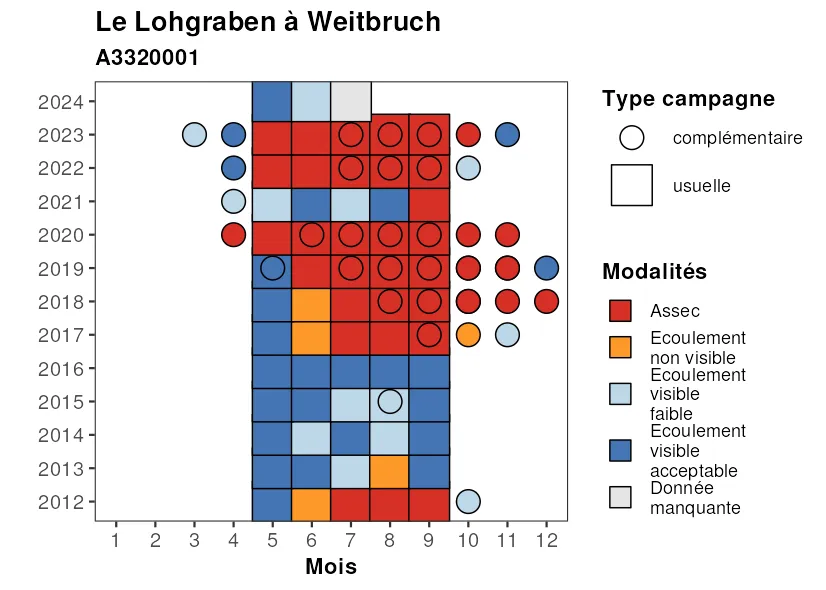 Le Lohgraben à Weitbruch
A3320001
2024
2023
2022
2021
2020
2019
2018
2017
2016
2015
2014
2013
2012
1 2 3 4 5 6 7 8 9 10 11 12
Mois
Type campagne
complémentaire
usuelle
Modalités
Assec
Ecoulement
non visible
Ecoulement
visible
faible
Ecoulement
visible
acceptable
Donnée
manquante